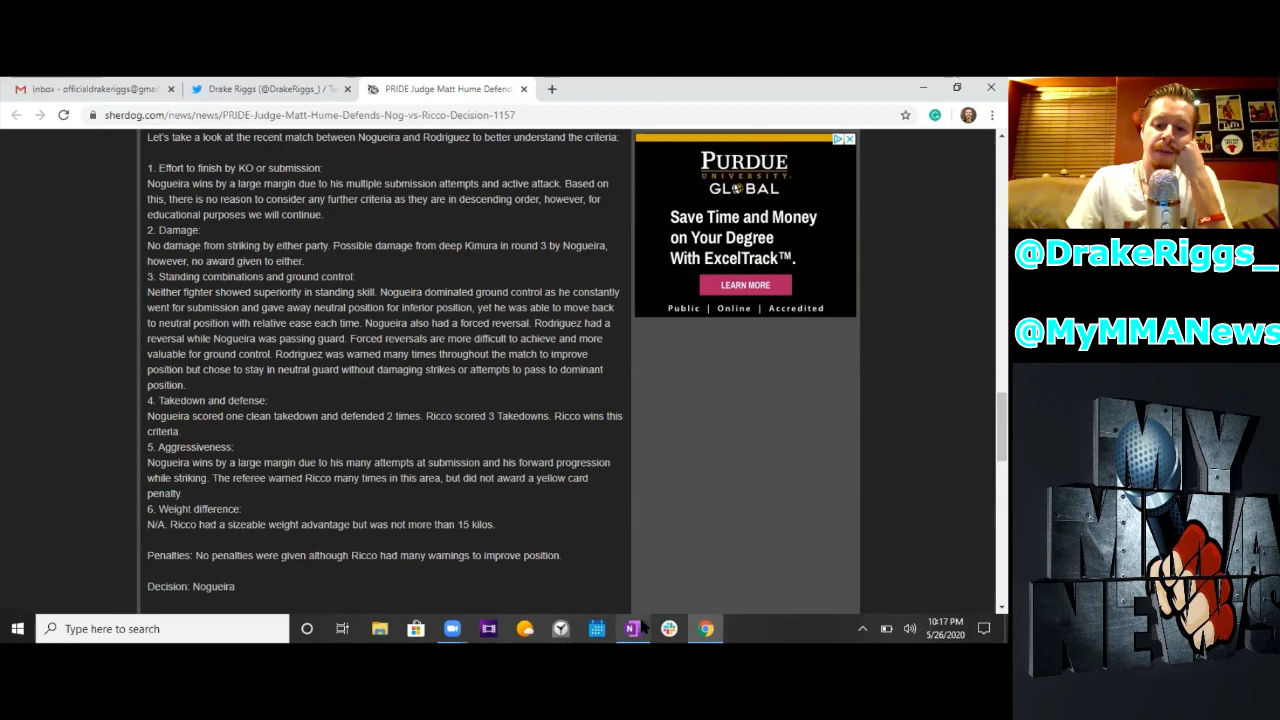 Inbox - officialdrakeriggs@gmai
Drake Riggs (@DrakeRiggs_) / Tw
PRIDE Judge Matt Hume Defend
sherdog.com/news/news/PRIDE-Judge-Matt-Hume-Defends-Nog-vs-Ricco-Decision-1157
Let's take a look at the recent match between Nogueira and Rodriguez to better understand the criteria:
1. Effort to finish by KO or submission:
Nogueira wins by a large margin due to his multiple submission attempts and active attack. Based on
this, there is no reason to consider any further criteria as they are in descending order, however, for
educational purposes we will continue.
2. Damage:
No damage from striking by either party. Possible damage from deep Kimura in round 3 by Nogueira,
however, no award given to either.
3. Standing combinations and ground control:
Neither fighter showed superiority in standing skill. Nogueira dominated ground control as he constantly
went for submission and gave away neutral position for inferior position, yet he was able to move back
to neutral position with relative ease each time. Nogueira also had a forced reversal. Rodriguez had a
reversal while Nogueira was passing guard. Forced reversals are more difficult to achieve and more
valuable for ground control. Rodriguez was warned many times throughout the match to improve
position but chose to stay in neutral guard without damaging strikes or attempts to pass to dominant
position.
4. Takedown and defense:
Nogueira scored one clean takedown and defended 2 times. Ricco scored 3 Takedowns. Ricco wins this
criteria.
5. Aggressiveness:
Nogueira wins by a large margin due to his many attempts at submission and his forward progression
while striking. The referee warned Ricco many times in this area, but did not award a yellow card
penalty.
6. Weight difference:
N/A. Ricco had a sizeable weight advantage but was not more than 15 kilos.
Penalties: No penalties were given although Ricco had many warnings to improve position.
Decision: Nogueira
PURDUE
UNIVERSITY
GLOBAL
Save Time and Money
on Your Degree
With ExcelTrack™.
LEARN MORE
Public | Online | Accredited
@DrakeRiggs_
@MyMMANews
MY
MMA
NEWS
Type here to search
10:17 PM
5/26/2020